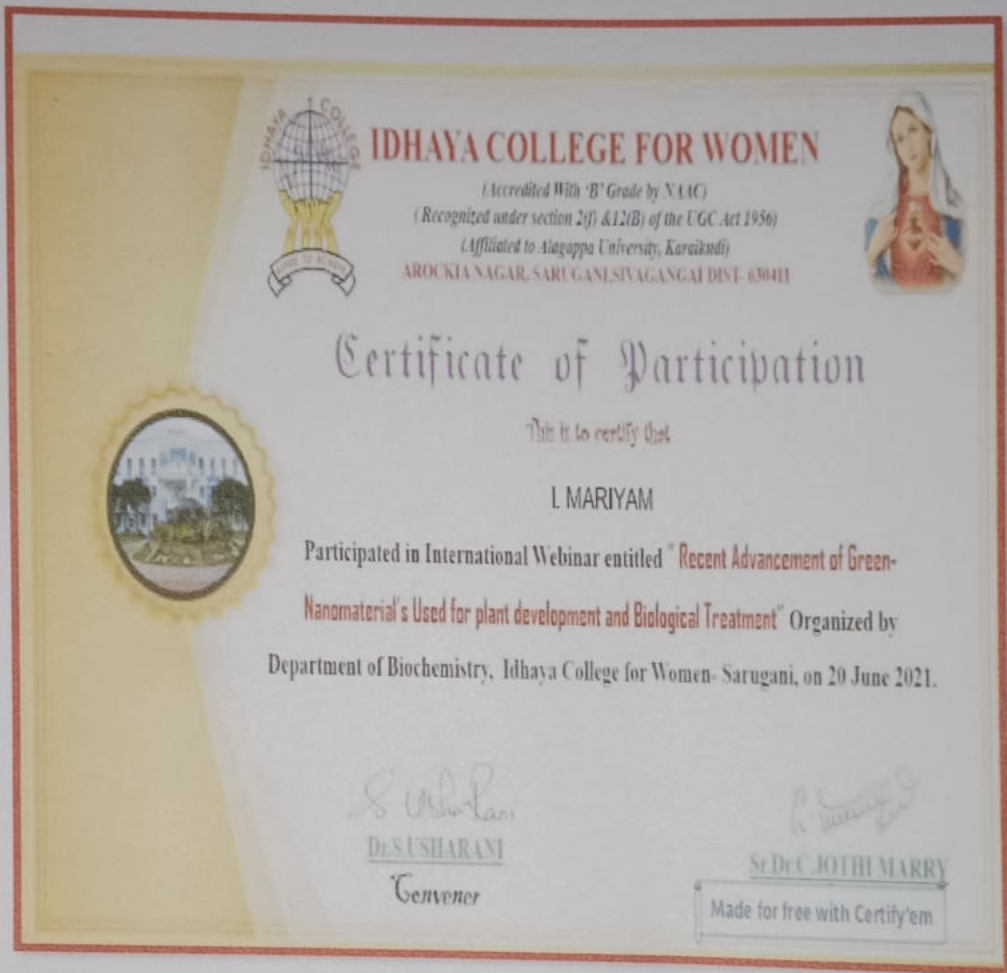 IDHAYA COLLEGE
IDHAYA COLLEGE FOR WOMEN
(Accredited With 'B' Grade by NAAC)
( Recognized under section 2(f) &12(B) of the UGC Act 1956)
(Affiliated to Alagappa University, Karaikudi)
AROCKIA NAGAR, SARUGANI,SIVAGANGAI DIST- 630411
Certificate of Participation
This is to certify that
I. MARIYAM
Participated in International Webinar entitled " Recent Advancement of Green-
Nanomaterial's Used for plant development and Biological Treatment" Organized by
Department of Biochemistry, Idhaya College for Women- Sarugani, on 20 June 2021.
S Usha Rani
Dr.S.USHARANI
Convener
Sr.Dr.C.JOTHI MARRY
Made for free with Certify'em